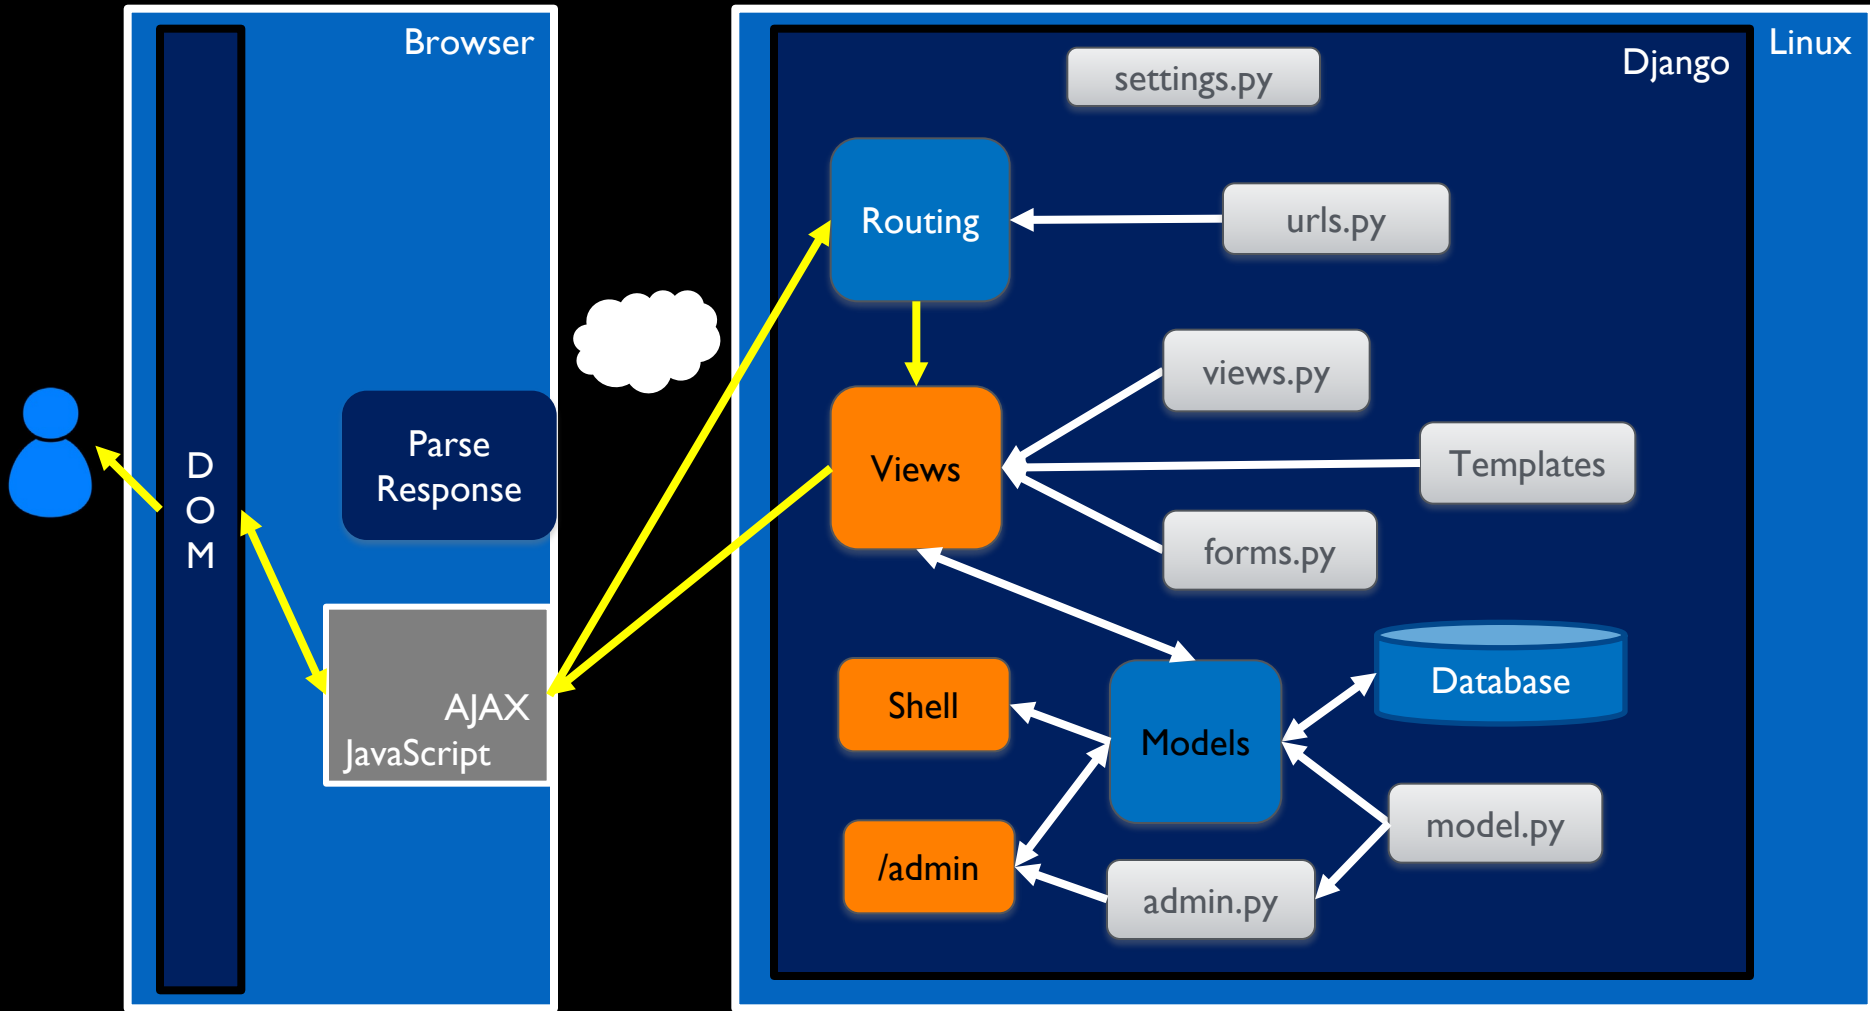 Browser
Linux
Django
settings.py
Routing
urls.py
views.py
Parse
Response
D
O
M
Views
Templates
forms.py
Database
Shell
AJAX
JavaScript
Models
model.py
/admin
admin.py